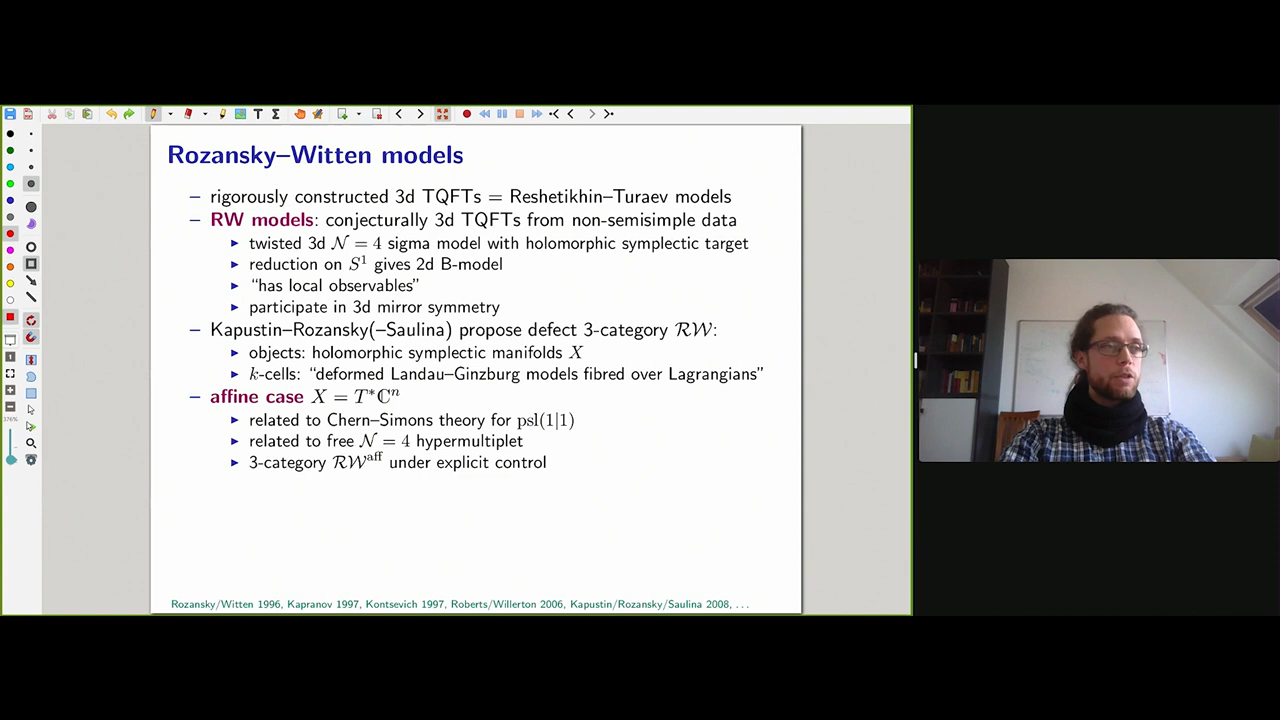 Rozansky–Witten models
– rigorously constructed 3d TQFTs = Reshetikhin–Turaev models
– RW models: conjecturally 3d TQFTs from non-semisimple data
▶ twisted 3d 𝒩 = 4 sigma model with holomorphic symplectic target
▶ reduction on S¹ gives 2d B-model
▶ “has local observables”
▶ participate in 3d mirror symmetry
– Kapustin–Rozansky(–Saulina) propose defect 3-category ℛ𝒲:
▶ objects: holomorphic symplectic manifolds X
▶ k-cells: “deformed Landau–Ginzburg models fibred over Lagrangians”
– affine case X = T*ℂⁿ
▶ related to Chern–Simons theory for psl(1|1)
▶ related to free 𝒩 = 4 hypermultiplet
▶ 3-category ℛ𝒲^aff under explicit control
Rozansky/Witten 1996, Kapranov 1997, Kontsevich 1997, Roberts/Willerton 2006, Kapustin/Rozansky/Saulina 2008, ...